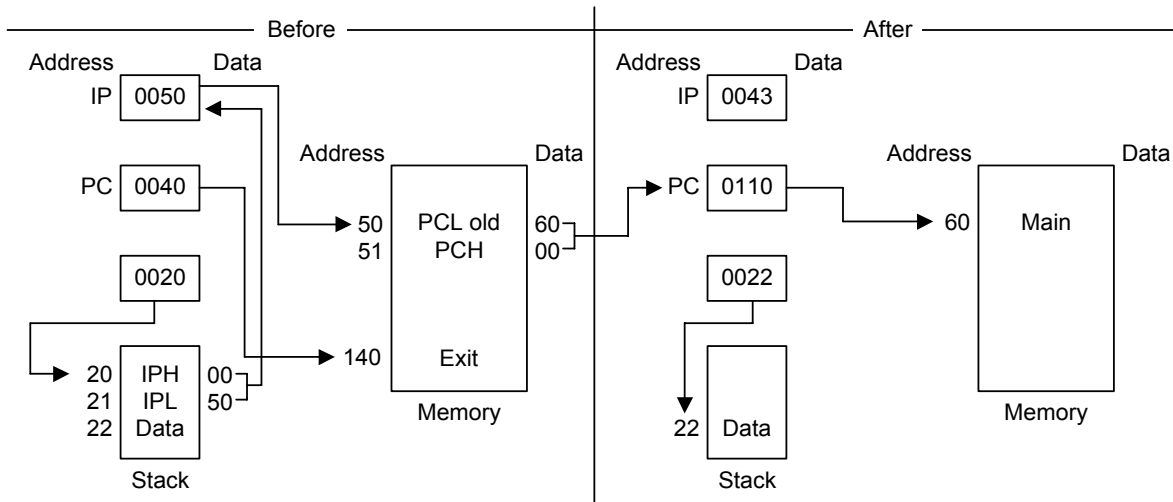 Before
Address Data
IP 0050
PC 0040
0020
20 IPH 00
21 IPL 50
22 Data
Stack
Address Data
50 PCL old 60
51 PCH 00
140 Exit
Memory
After
Address Data
IP 0043
PC 0110
0022
22 Data
Stack
Address Data
60 Main
Memory